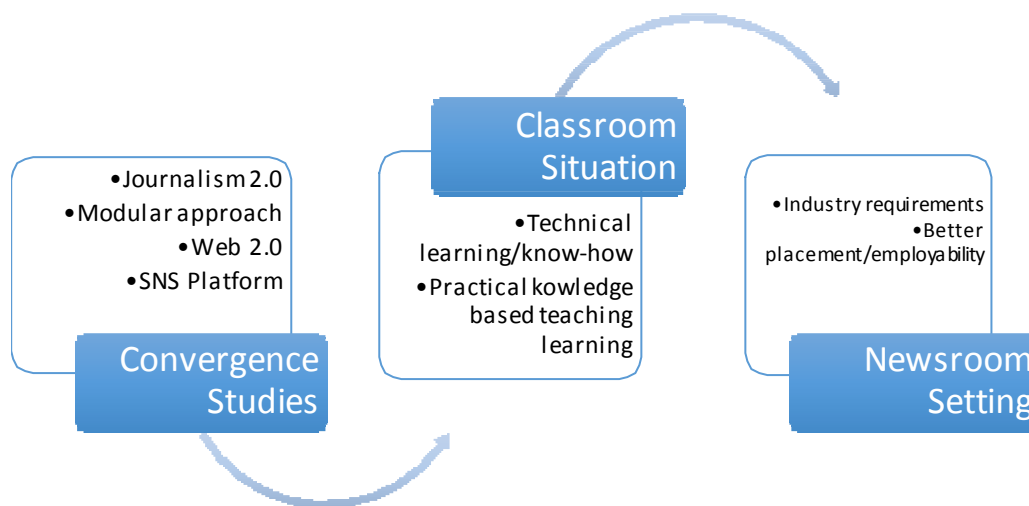 •Journalism 2.0
•Modular approach
•Web 2.0
•SNS Platform
Convergence
Studies
Classroom
Situation
•Technical
learning/know-how
•Practical kowledge
based teaching
learning
•Industry requirements
•Better
placement/employability
Newsroom
Setting